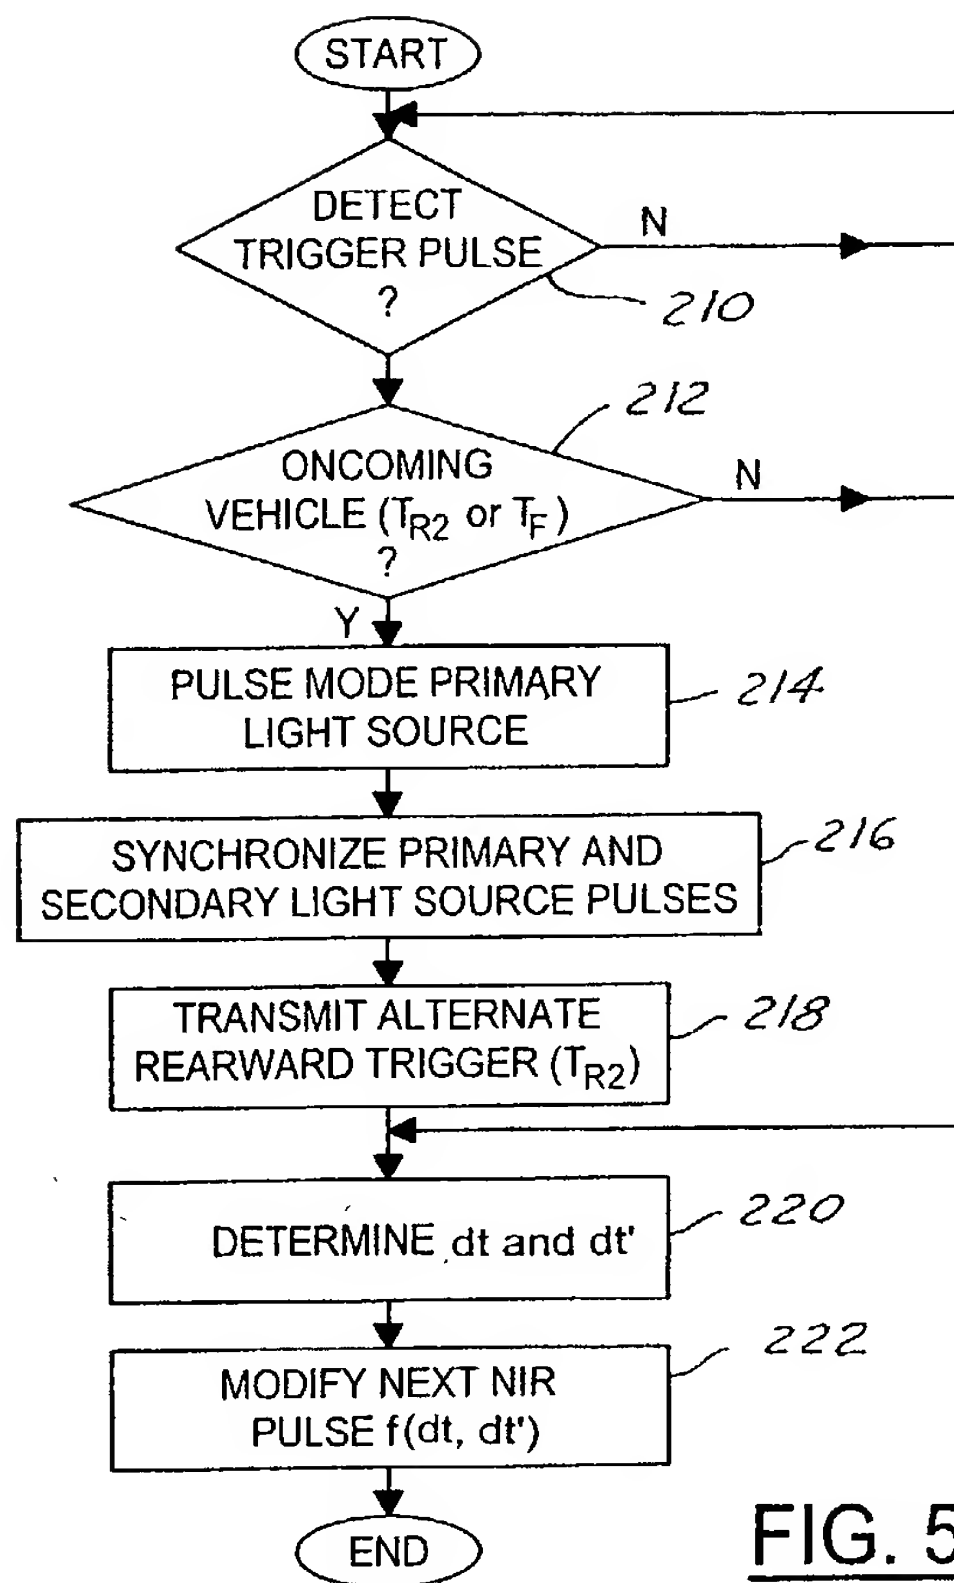 START
DETECT
TRIGGER PULSE
?
N
210
212
ONCOMING
VEHICLE (TR2 or TF)
?
N
Y
PULSE MODE PRIMARY
LIGHT SOURCE
214
SYNCHRONIZE PRIMARY AND
SECONDARY LIGHT SOURCE PULSES
216
TRANSMIT ALTERNATE
REARWARD TRIGGER (TR2)
218
DETERMINE dt and dt'
220
MODIFY NEXT NIR
PULSE f(dt, dt')
222
END
FIG. 5